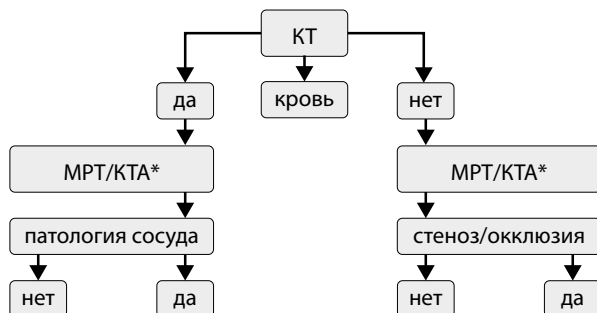 КТ
да
кровь
нет
МРТ/КТА*
МРТ/КТА*
патология сосуда
стеноз/окклюзия
нет
да
нет
да